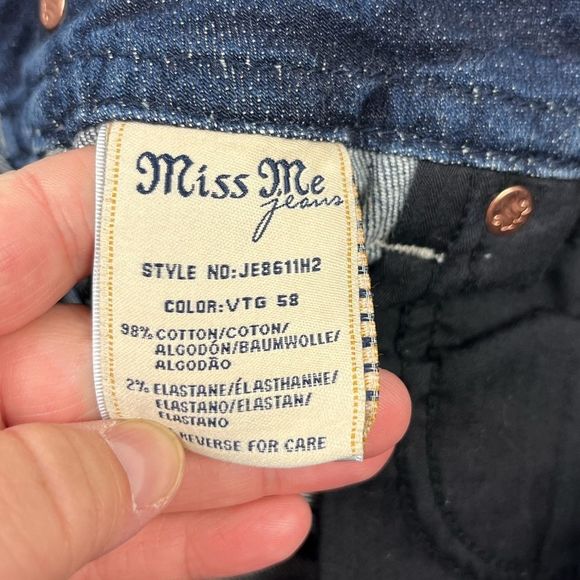 Miss Me
jeans
STYLE NO:JE8611H2
COLOR:VTG 58
98% COTTON/COTON/
ALGODÓN/BAUMWOLLE/
ALGODÃO
2% ELASTANE/ÉLASTHANNE/
ELASTANO/ELASTAN/
ELASTANO
REVERSE FOR CARE